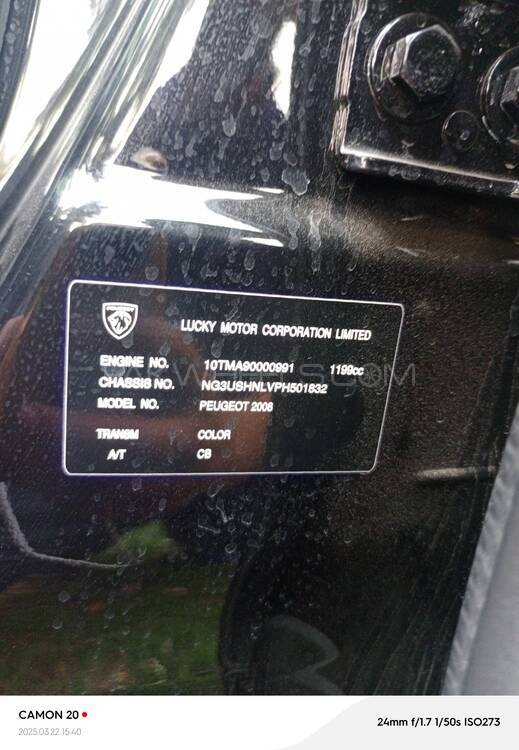 PEUGEOT
LUCKY MOTOR CORPORATION LIMITED
ENGINE NO. 10TMA90000991 1199cc
CHASSIS NO. NG3USHNLVPH501832
MODEL NO. PEUGEOT 2008
TRANSM COLOR
A/T CB
CAMON 20
2025.03.22 15:40
24mm f/1.7 1/50s ISO273